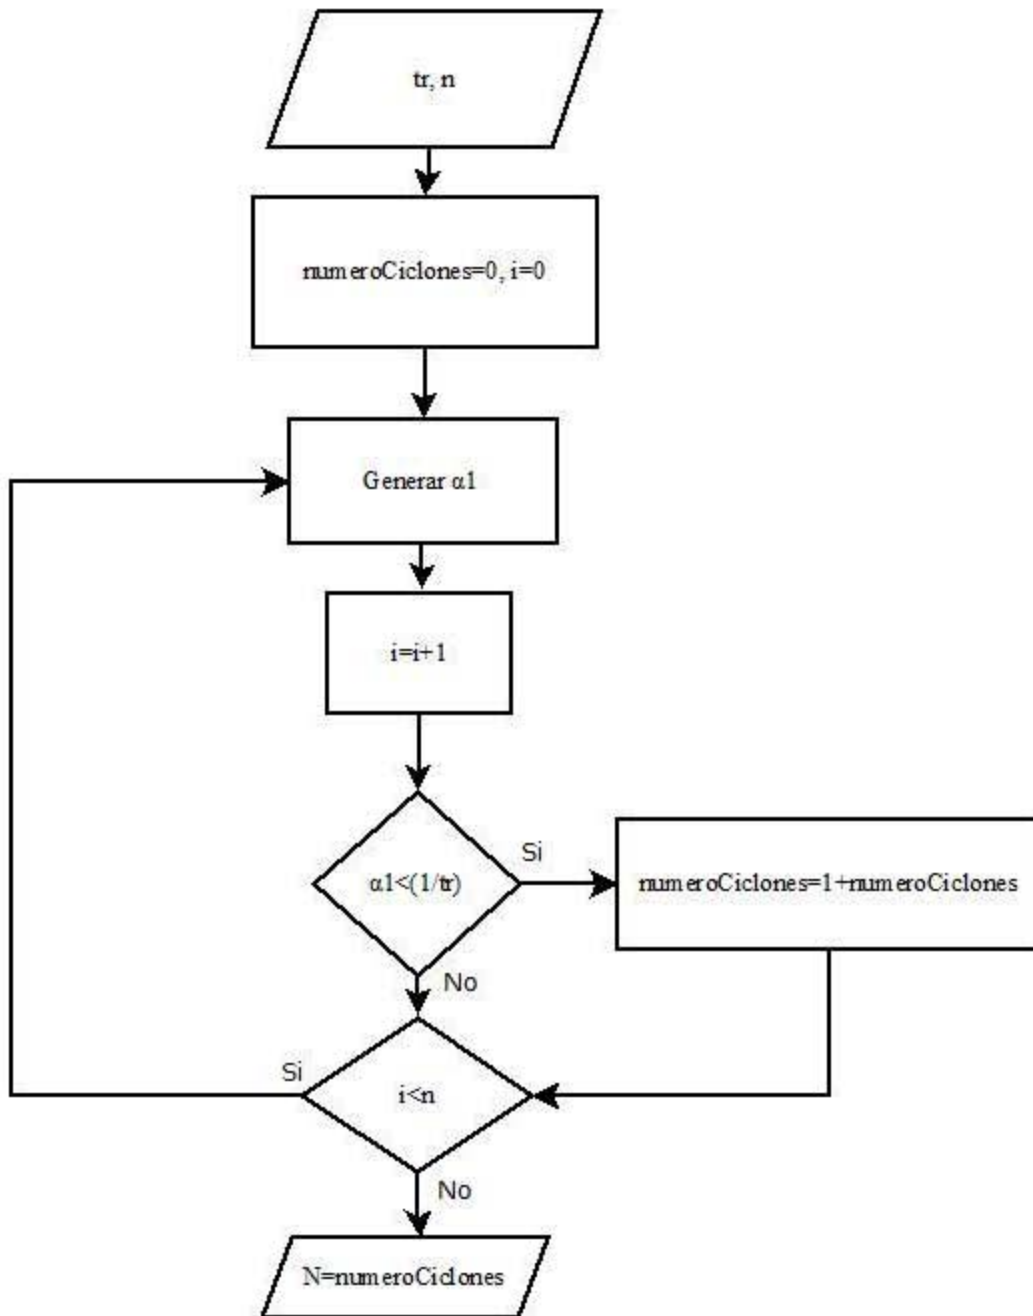 tr, n
numeroCiclones=0, i=0
Generar α1
i=i+1
α1<(1/tr)
Si
numeroCiclones=1+numeroCiclones
No
Si
i<n
No
N=numeroCiclones